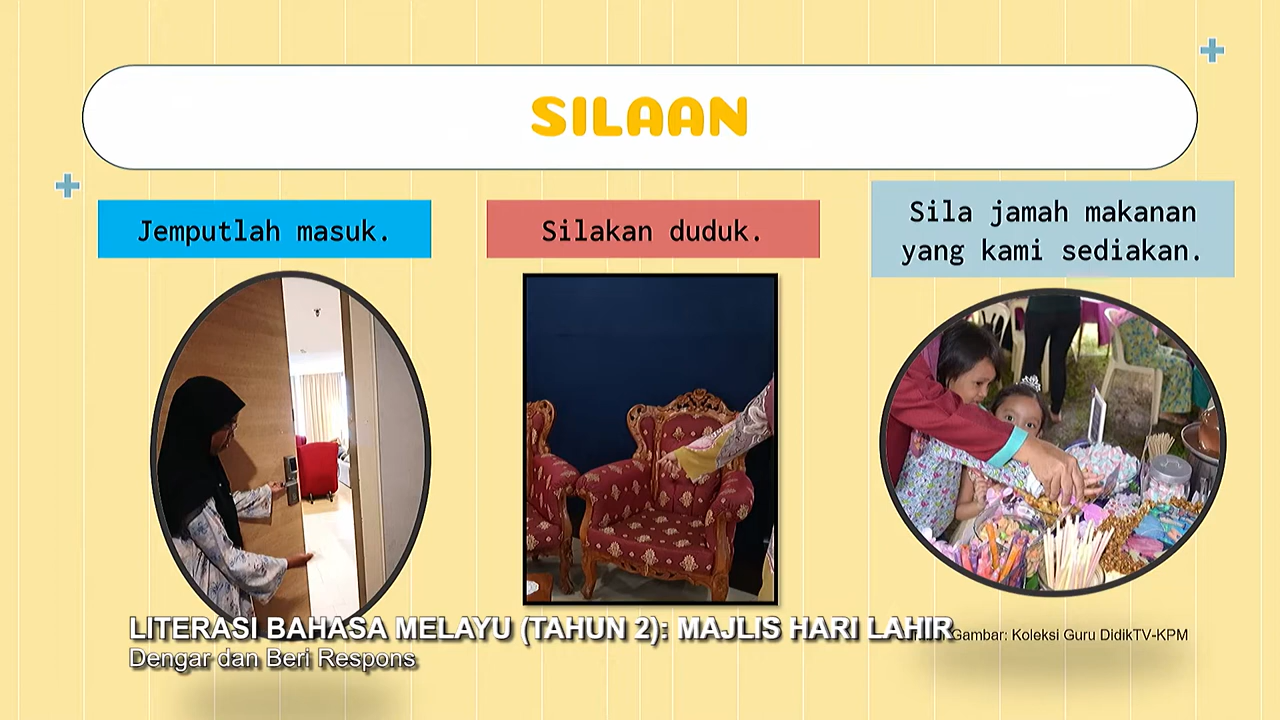 SILAAN
Jemputlah masuk.
Silakan duduk.
Sila jamah makanan
yang kami sediakan.
LITERASI BAHASA MELAYU (TAHUN 2): MAJLIS HARI LAHIR
Gambar: Koleksi Guru DidikTV-KPM
Dengar dan Beri Respons